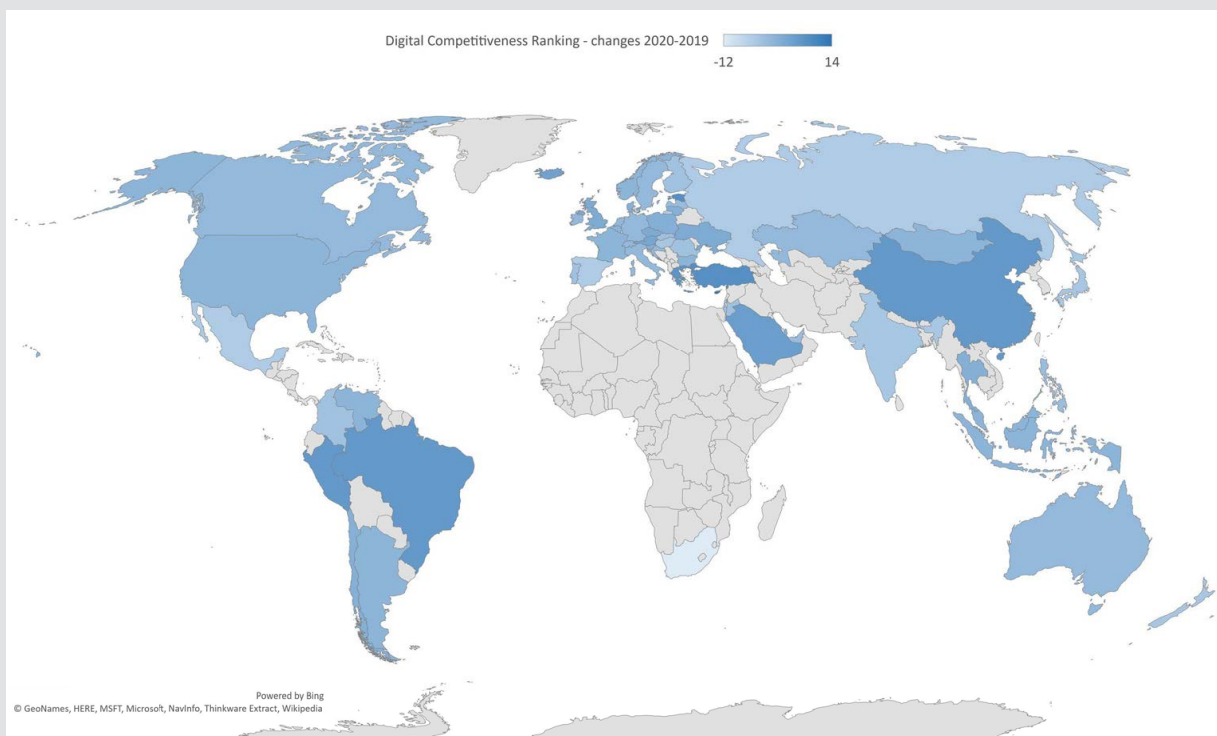 Digital Competitiveness Ranking - changes 2020-2019
-12 14
Powered by Bing
© GeoNames, HERE, MSFT, Microsoft, NavInfo, Thinkware Extract, Wikipedia